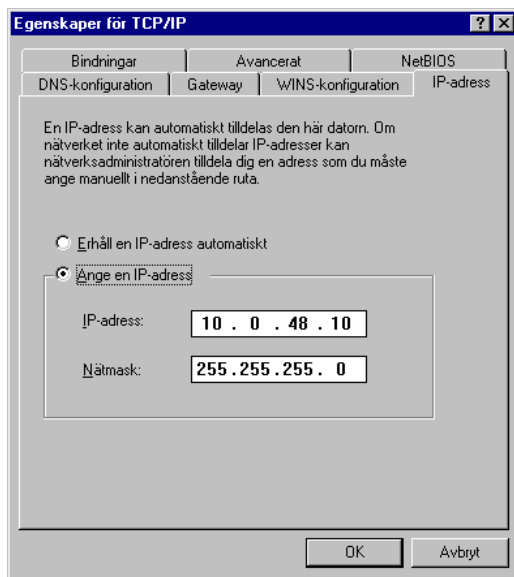 Egenskaper för TCP/IP
Bindningar Avancerat NetBIOS
DNS-konfiguration Gateway WINS-konfiguration IP-adress
En IP-adress kan automatiskt tilldelas den här datorn. Om
nätverket inte automatiskt tilldelar IP-adresser kan
nätverksadministratören tilldela dig en adress som du måste
ange manuellt i nedanstående ruta.
Erhåll en IP-adress automatiskt
Ange en IP-adress
IP-adress: 10 . 0 . 48 . 10
Nätmask: 255.255.255. 0
OK Avbryt